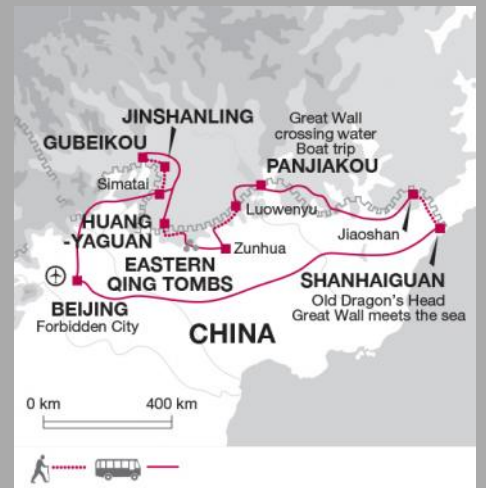 JINSHANLING
GUBEIKOU
Great Wall
crossing water
Boat trip
PANJIAKOU
Simatai
Luowenyu
HUANG
-YAGUAN
Jiaoshan
Zunhua
EASTERN
QING TOMBS
SHANHAIGUAN
Old Dragon's Head
Great Wall meets the sea
BEIJING
Forbidden City
CHINA
0 km 400 km